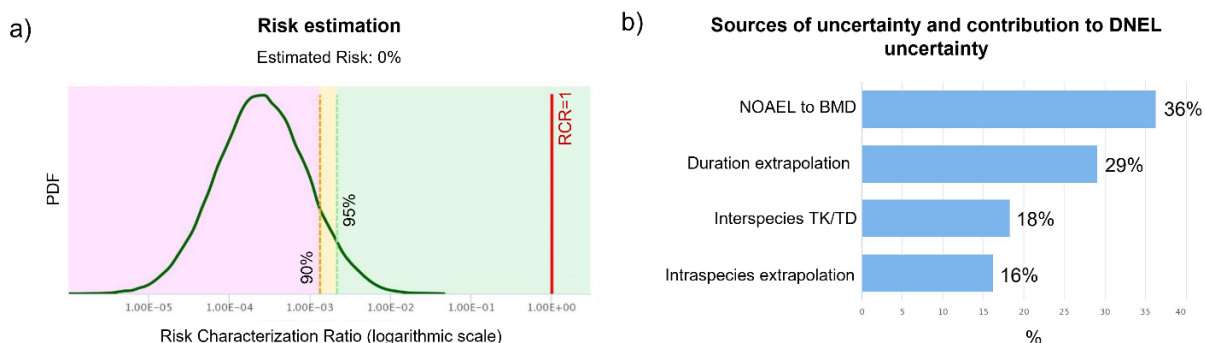 a)
Risk estimation
Estimated Risk: 0%
PDF
90%
95%
RCR=1
1.00E-05
1.00E-04
1.00E-03
1.00E-02
1.00E-01
1.00E+00
Risk Characterization Ratio (logarithmic scale)
b)
Sources of uncertainty and contribution to DNEL
uncertainty
NOAEL to BMD
36%
Duration extrapolation
29%
Interspecies TK/TD
18%
Intraspecies extrapolation
16%
0
5
10
15
20
25
30
35
40
%